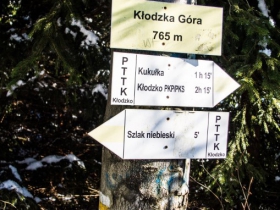 Kłodzka Góra
765 m
PTTK
Kłodzko
Kukułka 1 h 15'
Kłodzko PKP PKS 2h 15'
Szlak niebieski 5'
PTTK
Kłodzko